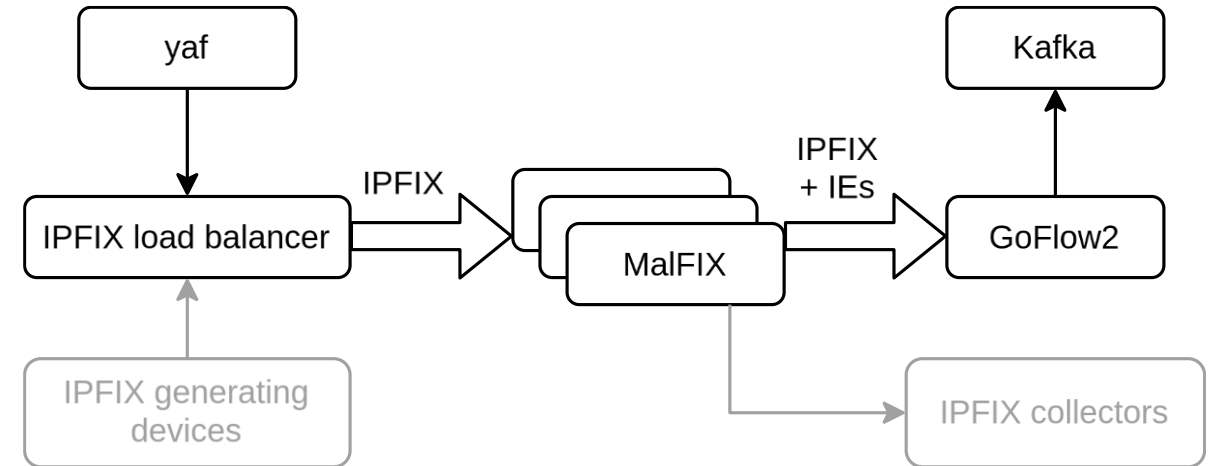 yaf
Kafka
IPFIX
IPFIX
+ IEs
IPFIX load balancer
MalFIX
GoFlow2
IPFIX generating
devices
IPFIX collectors